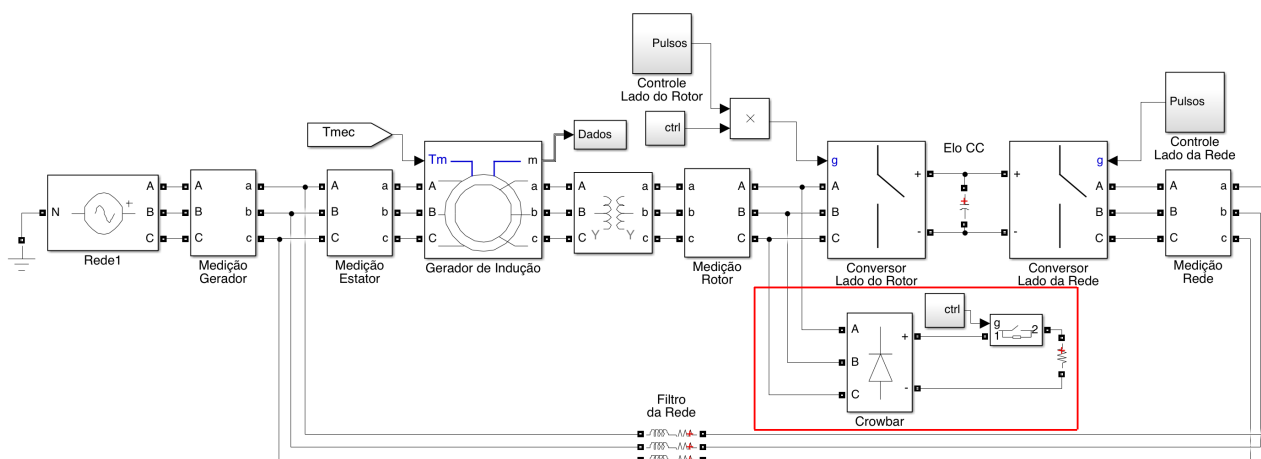 Pulsos
Controle
Lado do Rotor
Pulsos
Controle
Lado da Rede
Tmec
Dados
ctrl
×
Elo CC
Tm m
g
+ +
g
N A
B
C
+
Rede1
A a
B b
C c
Medição
Gerador
A a
B b
C c
Medição
Estator
A a
B b
C c
Gerador de Indução
A a
B b
C c
Y Y
a A
b B
c C
Medição
Rotor
A
B
C
-
Conversor
Lado do Rotor
+
- A
B
C
Conversor
Lado da Rede
A a
B b
C c
Medição
Rede
ctrl
g
1 2
A +
B
C -
Crowbar
+
Filtro
da Rede